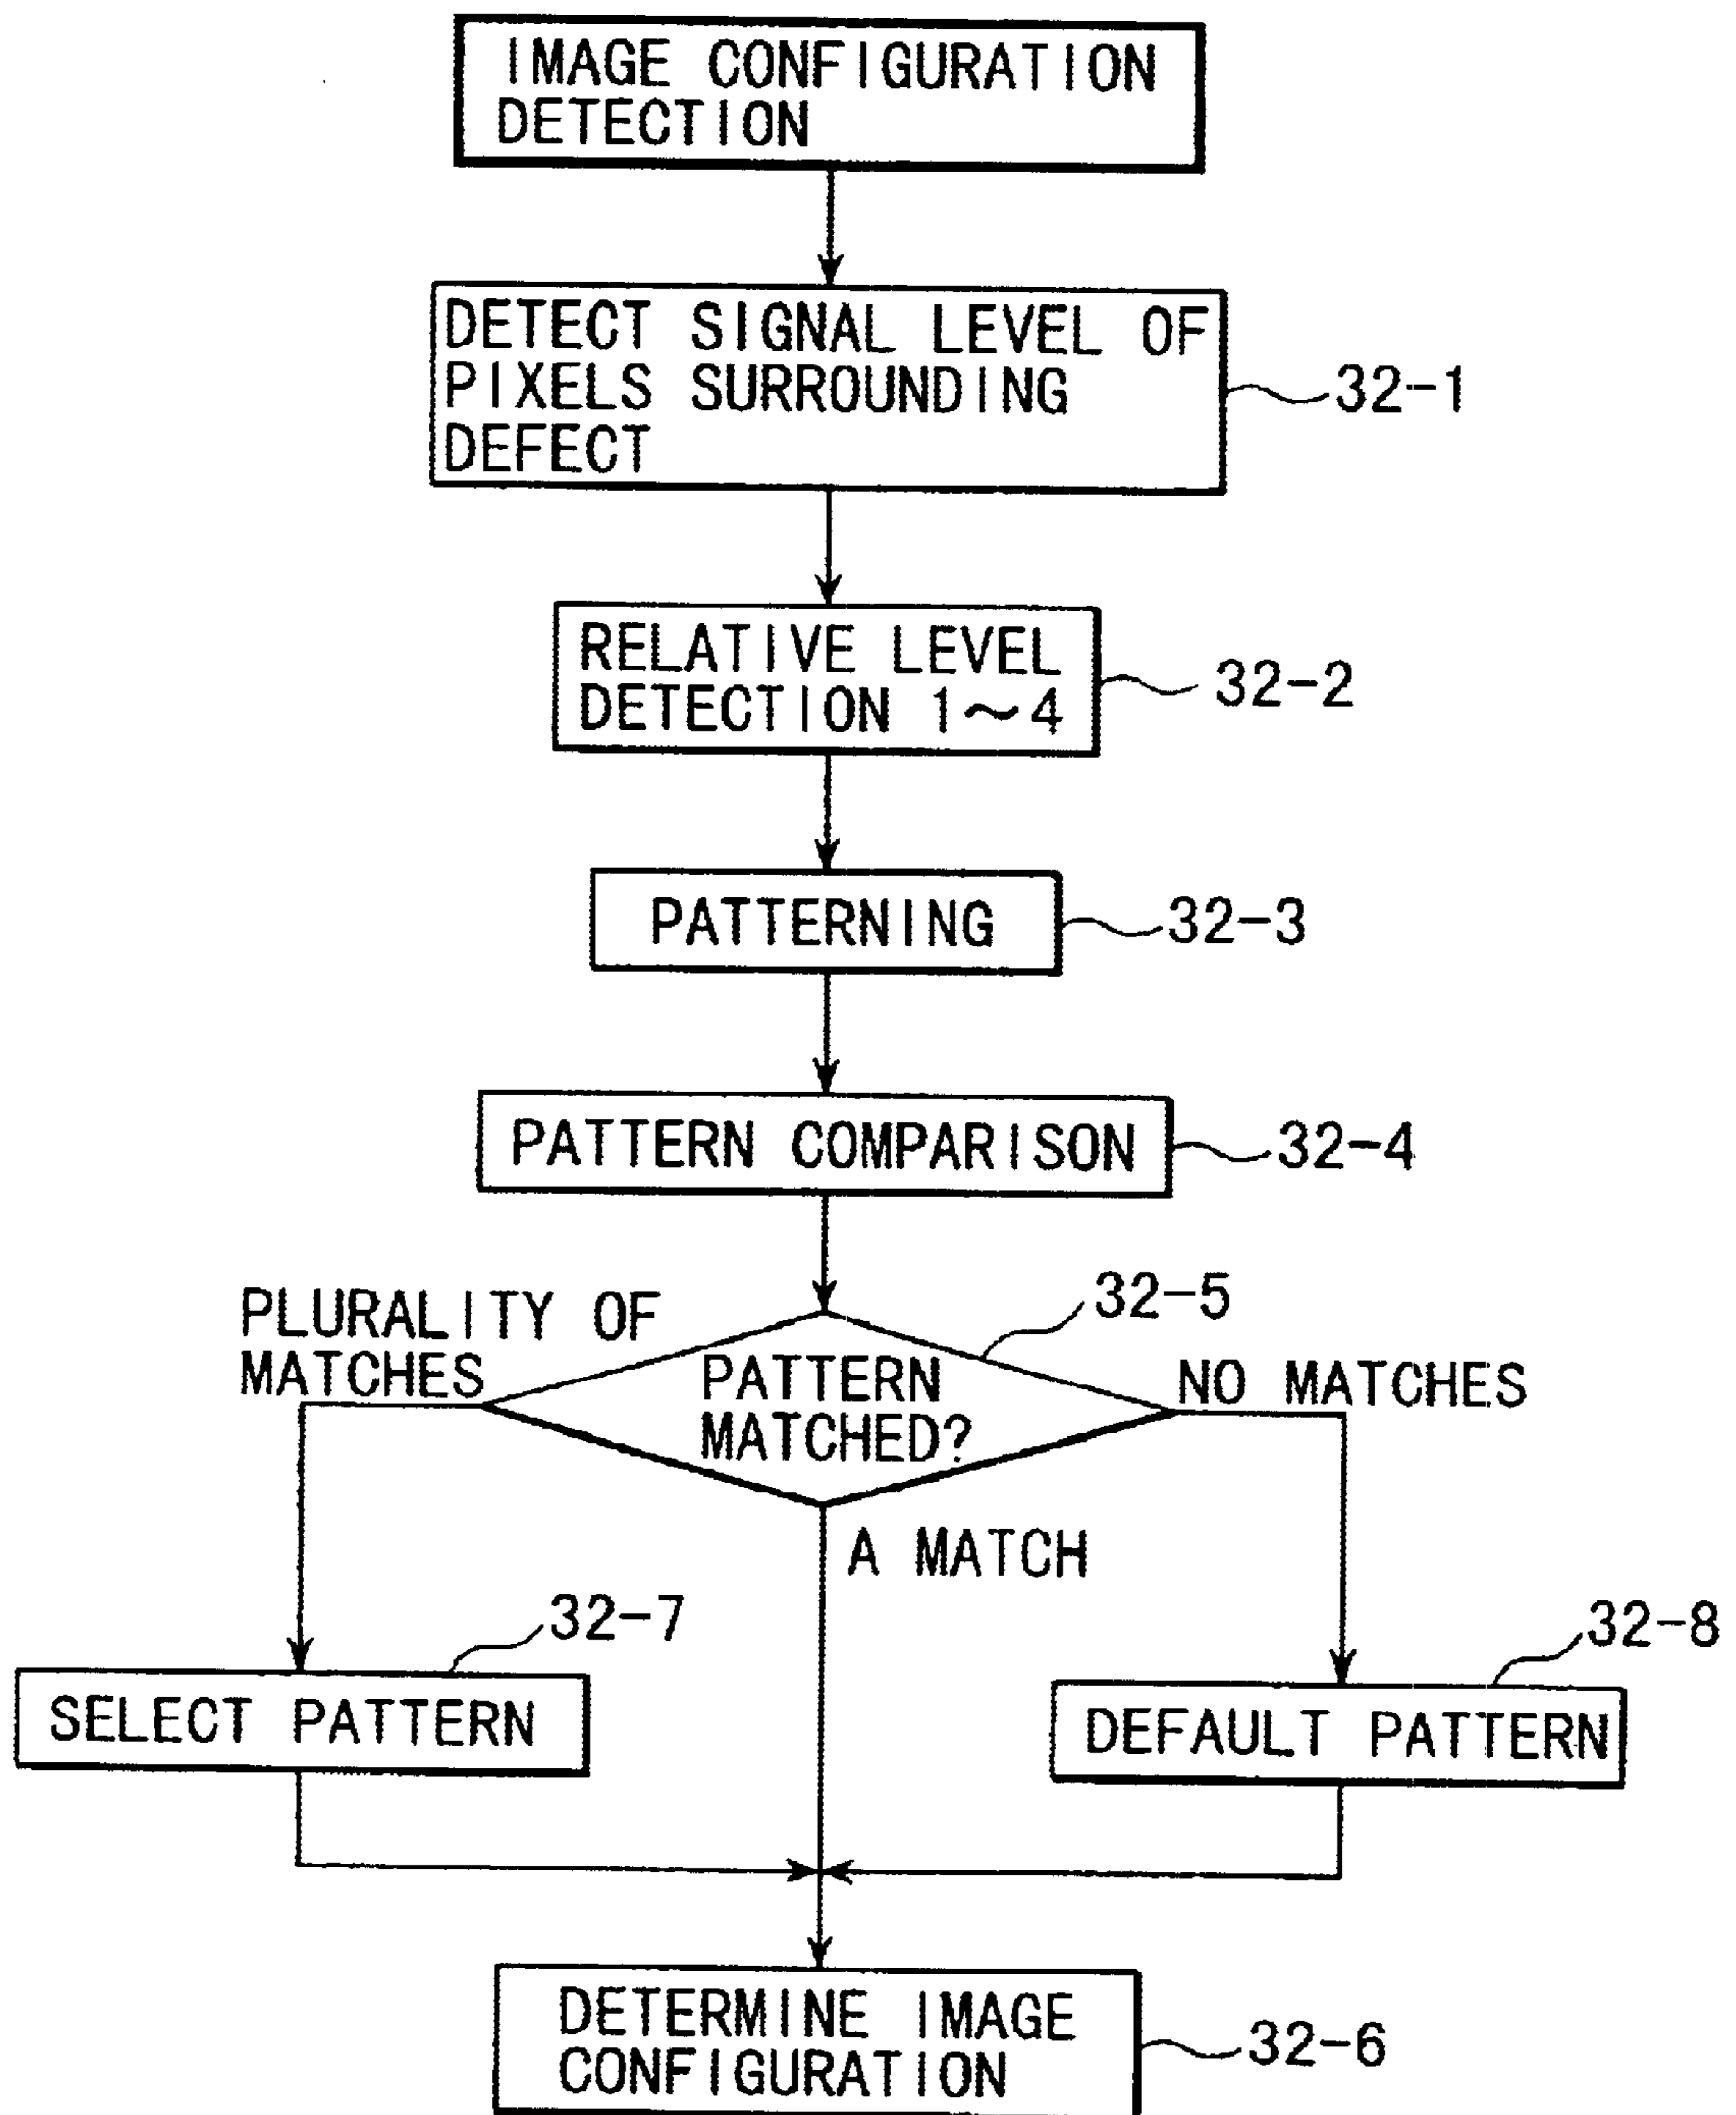 IMAGE CONFIGURATION
DETECTION
DETECT SIGNAL LEVEL OF
PIXELS SURROUNDING
DEFECT
32-1
RELATIVE LEVEL
DETECTION 1~4
32-2
PATTERNING
32-3
PATTERN COMPARISON
32-4
32-5
PLURALITY OF
MATCHES
PATTERN
MATCHED?
NO MATCHES
A MATCH
32-7
32-8
SELECT PATTERN
DEFAULT PATTERN
DETERMINE IMAGE
CONFIGURATION
32-6